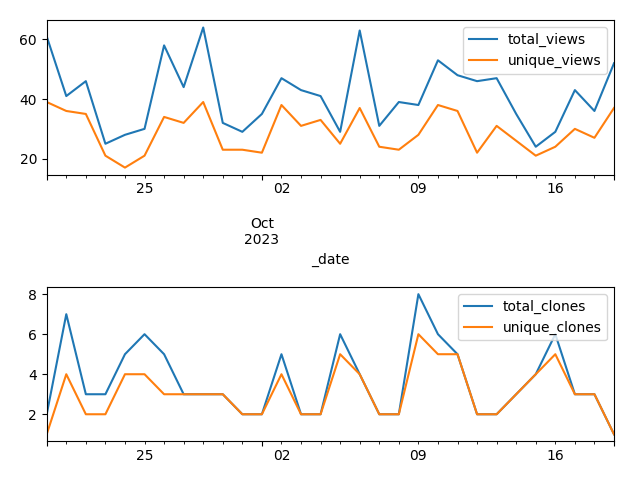 total_views
unique_views
60
40
20
25 02 09 16
Oct
2023
_date
total_clones
unique_clones
8
6
4
2
25 02 09 16